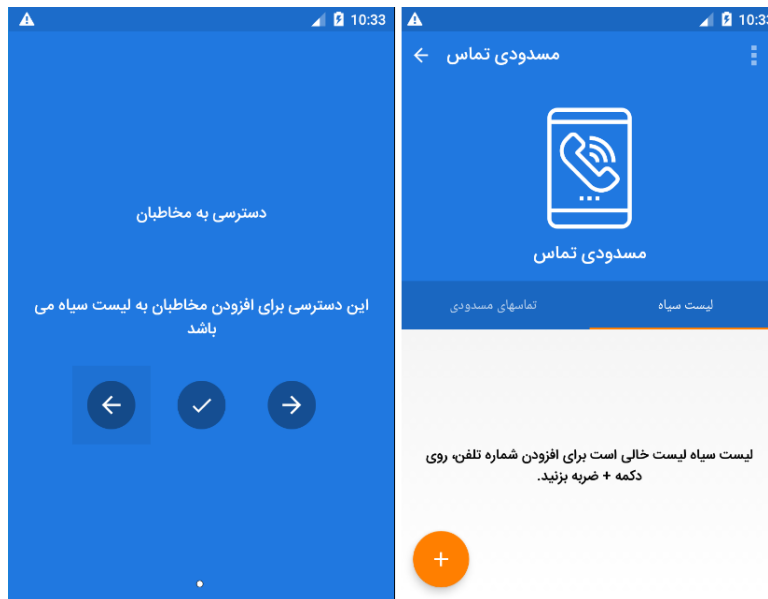 10:33
دسترسی به مخاطبان
این دسترسی برای افزودن مخاطبان به لیست سیاه می
باشد
10:33
مسدودی تماس
مسدودی تماس
لیست سیاه
تماسهای مسدودی
لیست سیاه لیست خالی است برای افزودن شماره تلفن، روی
دکمه + ضربه بزنید.
+